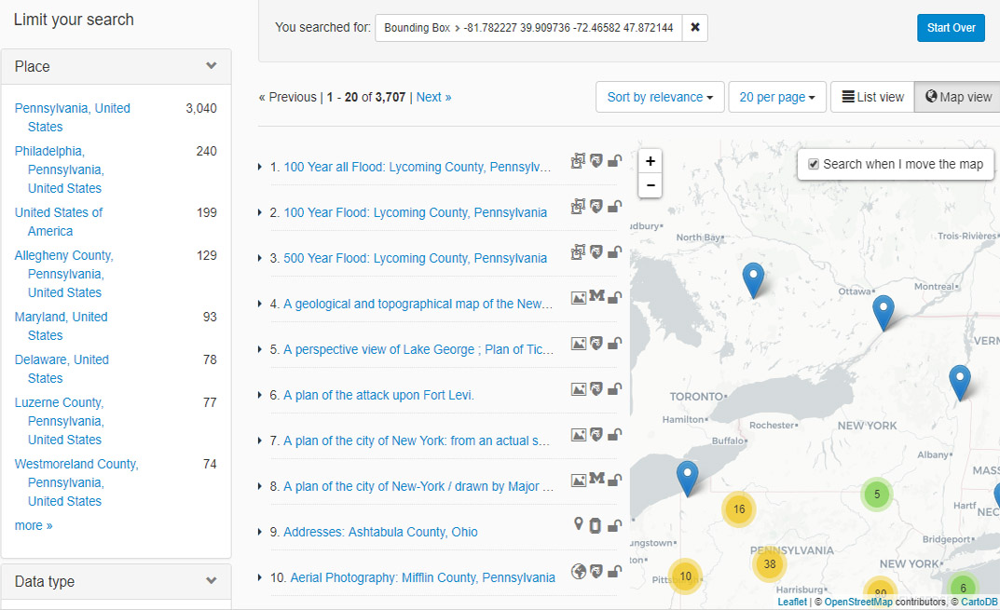 Limit your search
Place
Pennsylvania, United States 3,040
Philadelphia, Pennsylvania, United States 240
United States of America 199
Allegheny County, Pennsylvania, United States 129
Maryland, United States 93
Delaware, United States 78
Luzerne County, Pennsylvania, United States 77
Westmoreland County, Pennsylvania, United States 74
more »
Data type
You searched for: Bounding Box > -81.782227 39.909736 -72.46582 47.872144 ✖ Start Over
« Previous | 1 - 20 of 3,707 | Next »
Sort by relevance 20 per page List view Map view
1. 100 Year all Flood: Lycoming County, Pennsylv...
2. 100 Year Flood: Lycoming County, Pennsylvania
3. 500 Year Flood: Lycoming County, Pennsylvania
4. A geological and topographical map of the New...
5. A perspective view of Lake George ; Plan of Tic...
6. A plan of the attack upon Fort Levi.
7. A plan of the city of New York: from an actual s...
8. A plan of the city of New-York / drawn by Major ...
9. Addresses: Ashtabula County, Ohio
10. Aerial Photography: Mifflin County, Pennsylvania
+
−
Search when I move the map
udbury
North Bay
Trois-Rivières
Ottawa
Montreal
VERM
TORONTO
Hamilton
Rochester
NEW YORK
Buffalo
Albany
MASS
5
16
Hartf
NEC
Bridgeport
ungstown
ton
PENNSYLVANIA
38
NEW YORK
Pittsb
10
Harrisburg
80
6
Leaflet | © OpenStreetMap contributors, © CartoDB